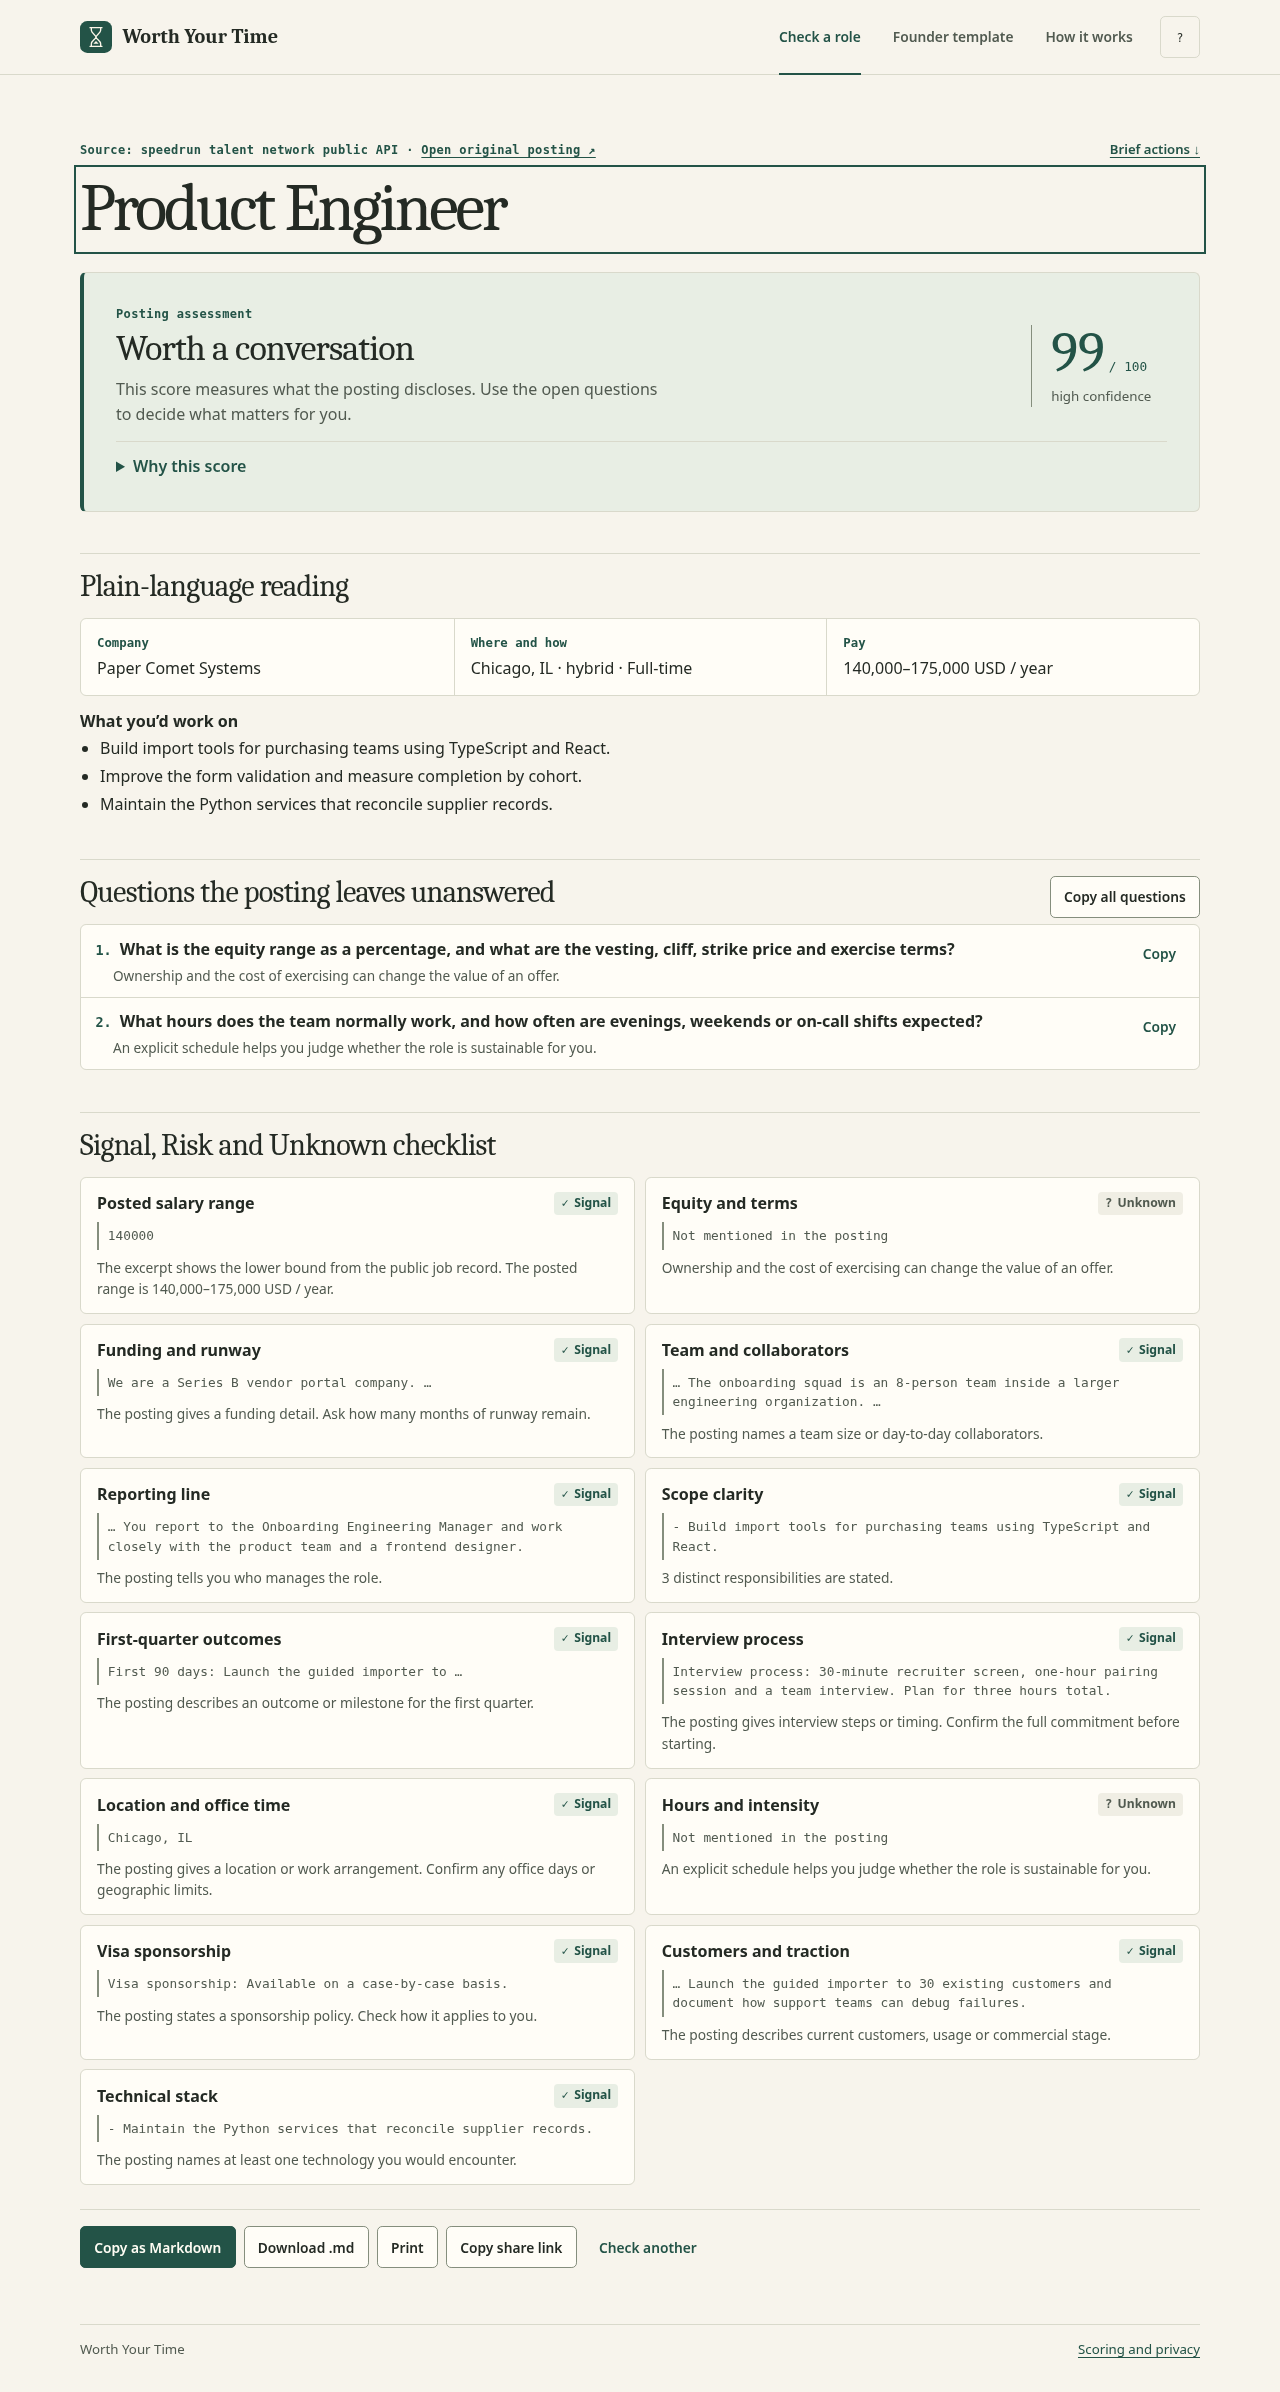 Worth Your Time
Check a role
Founder template
How it works
?
Source: speedrun talent network public API · Open original posting ↗
Brief actions ↓
Product Engineer
Posting assessment
Worth a conversation
This score measures what the posting discloses. Use the open questions
to decide what matters for you.
99 / 100
high confidence
▶ Why this score
Plain-language reading
Company
Paper Comet Systems
Where and how
Chicago, IL · hybrid · Full-time
Pay
140,000–175,000 USD / year
What you’d work on
• Build import tools for purchasing teams using TypeScript and React.
• Improve the form validation and measure completion by cohort.
• Maintain the Python services that reconcile supplier records.
Questions the posting leaves unanswered
Copy all questions
1. What is the equity range as a percentage, and what are the vesting, cliff, strike price and exercise terms?
Ownership and the cost of exercising can change the value of an offer.
Copy
2. What hours does the team normally work, and how often are evenings, weekends or on-call shifts expected?
An explicit schedule helps you judge whether the role is sustainable for you.
Copy
Signal, Risk and Unknown checklist
Posted salary range
✓ Signal
140000
The excerpt shows the lower bound from the public job record. The posted
range is 140,000–175,000 USD / year.
Equity and terms
? Unknown
Not mentioned in the posting
Ownership and the cost of exercising can change the value of an offer.
Funding and runway
✓ Signal
We are a Series B vendor portal company. …
The posting gives a funding detail. Ask how many months of runway remain.
Team and collaborators
✓ Signal
… The onboarding squad is an 8-person team inside a larger
engineering organization. …
The posting names a team size or day-to-day collaborators.
Reporting line
✓ Signal
… You report to the Onboarding Engineering Manager and work
closely with the product team and a frontend designer.
The posting tells you who manages the role.
Scope clarity
✓ Signal
- Build import tools for purchasing teams using TypeScript and
React.
3 distinct responsibilities are stated.
First-quarter outcomes
✓ Signal
First 90 days: Launch the guided importer to …
The posting describes an outcome or milestone for the first quarter.
Interview process
✓ Signal
Interview process: 30-minute recruiter screen, one-hour pairing
session and a team interview. Plan for three hours total.
The posting gives interview steps or timing. Confirm the full commitment before
starting.
Location and office time
✓ Signal
Chicago, IL
The posting gives a location or work arrangement. Confirm any office days or
geographic limits.
Hours and intensity
? Unknown
Not mentioned in the posting
An explicit schedule helps you judge whether the role is sustainable for you.
Visa sponsorship
✓ Signal
Visa sponsorship: Available on a case-by-case basis.
The posting states a sponsorship policy. Check how it applies to you.
Customers and traction
✓ Signal
… Launch the guided importer to 30 existing customers and
document how support teams can debug failures.
The posting describes current customers, usage or commercial stage.
Technical stack
✓ Signal
- Maintain the Python services that reconcile supplier records.
The posting names at least one technology you would encounter.
Copy as Markdown
Download .md
Print
Copy share link
Check another
Worth Your Time
Scoring and privacy